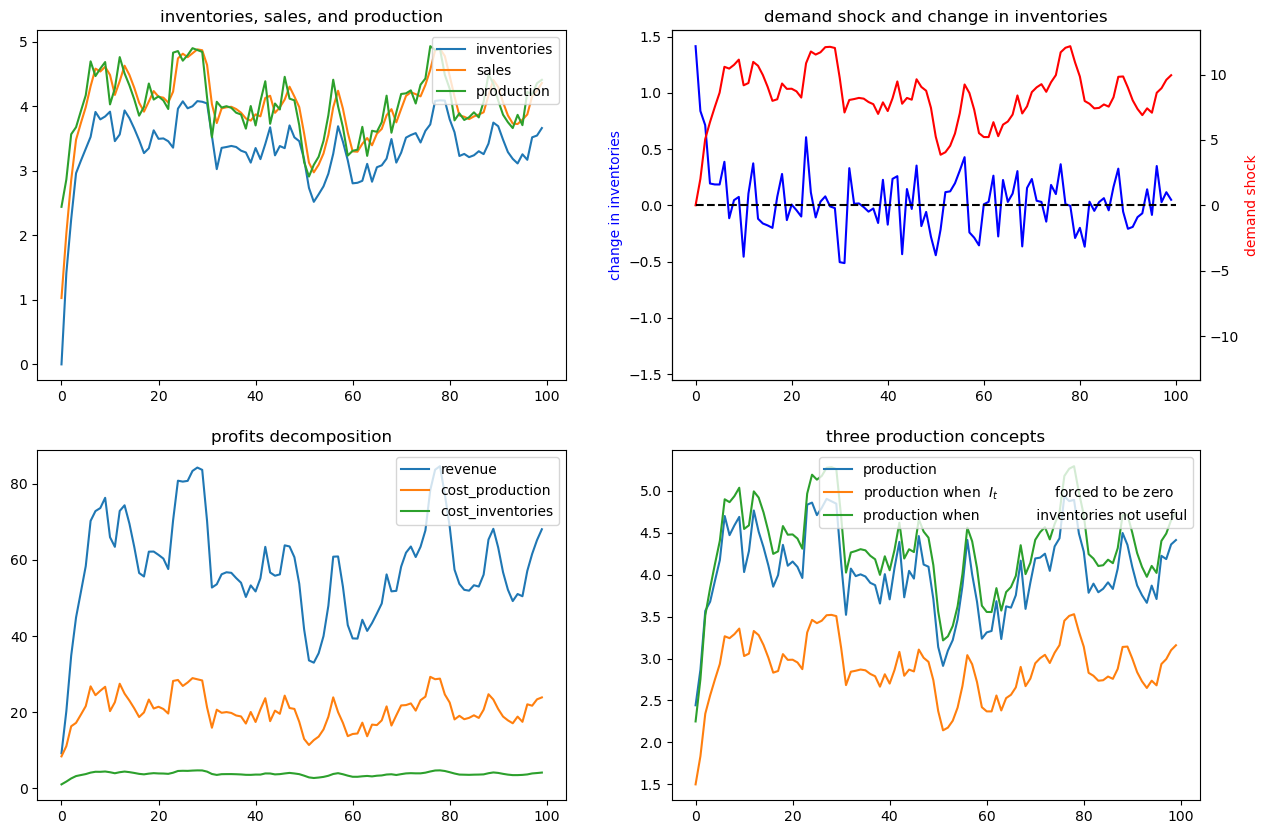 inventories, sales, and production
inventories
sales
production
5
4
3
2
1
0
0 20 40 60 80 100
demand shock and change in inventories
1.5
1.0
0.5
0.0
−0.5
−1.0
−1.5
change in inventories
10
5
0
−5
−10
demand shock
0 20 40 60 80 100
profits decomposition
revenue
cost_production
cost_inventories
80
60
40
20
0
0 20 40 60 80 100
three production concepts
production
production when I_t forced to be zero
production when inventories not useful
5.0
4.5
4.0
3.5
3.0
2.5
2.0
1.5
0 20 40 60 80 100